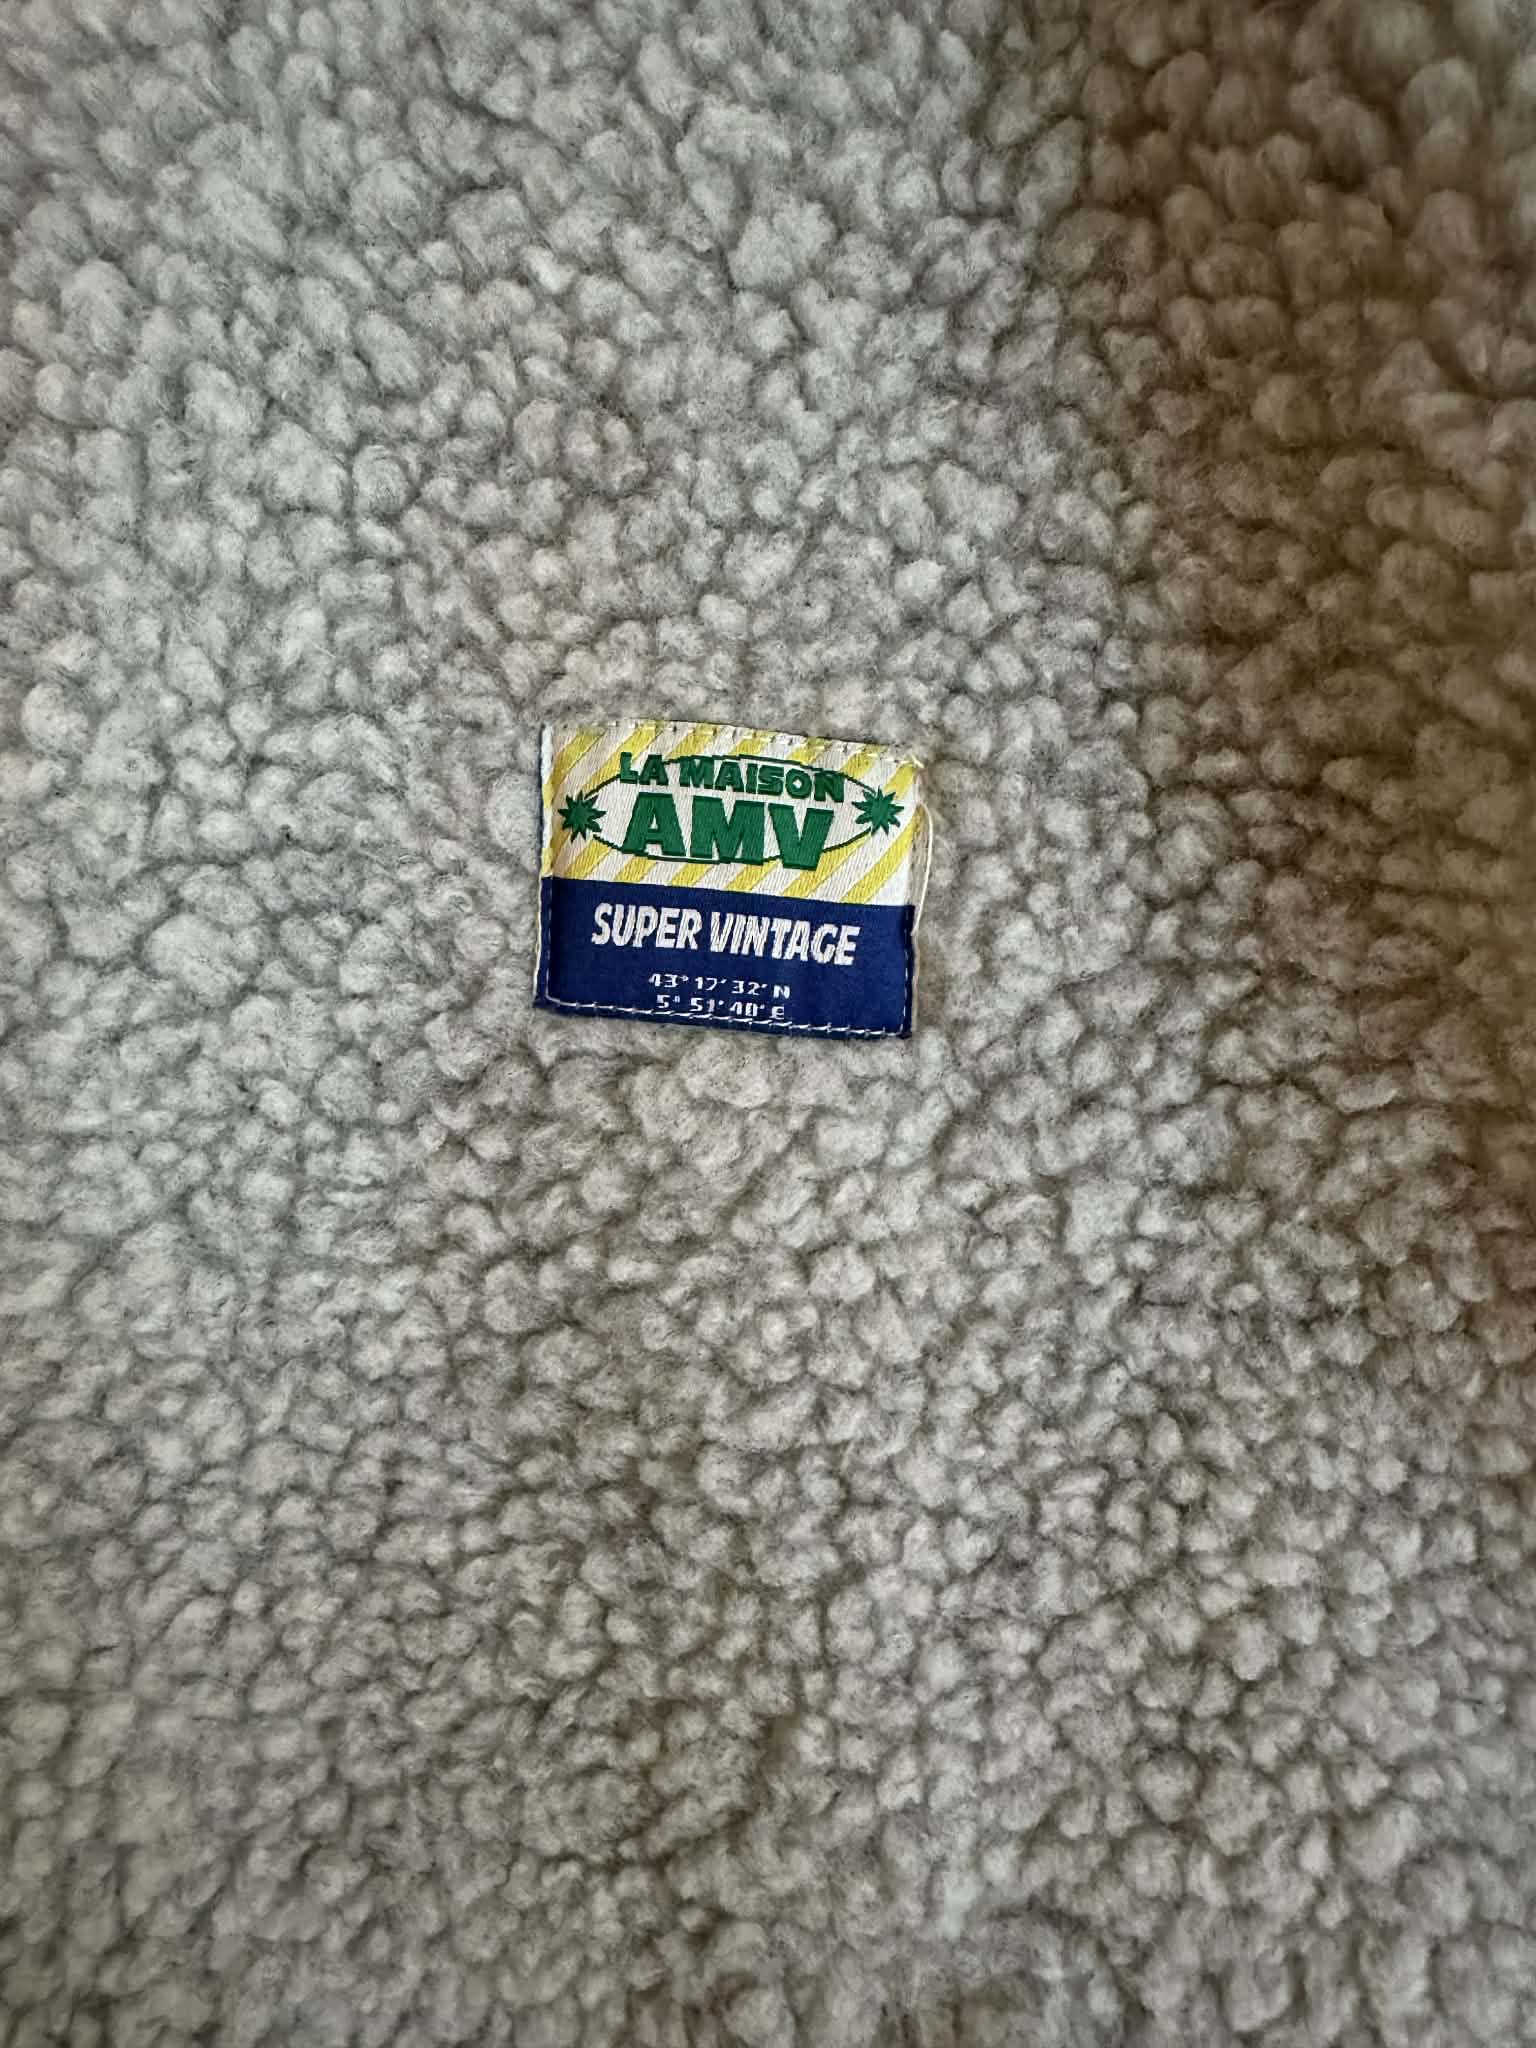 LA MAISON
AMV
SUPER VINTAGE
43° 17' 32' N
5° 51' 40' E